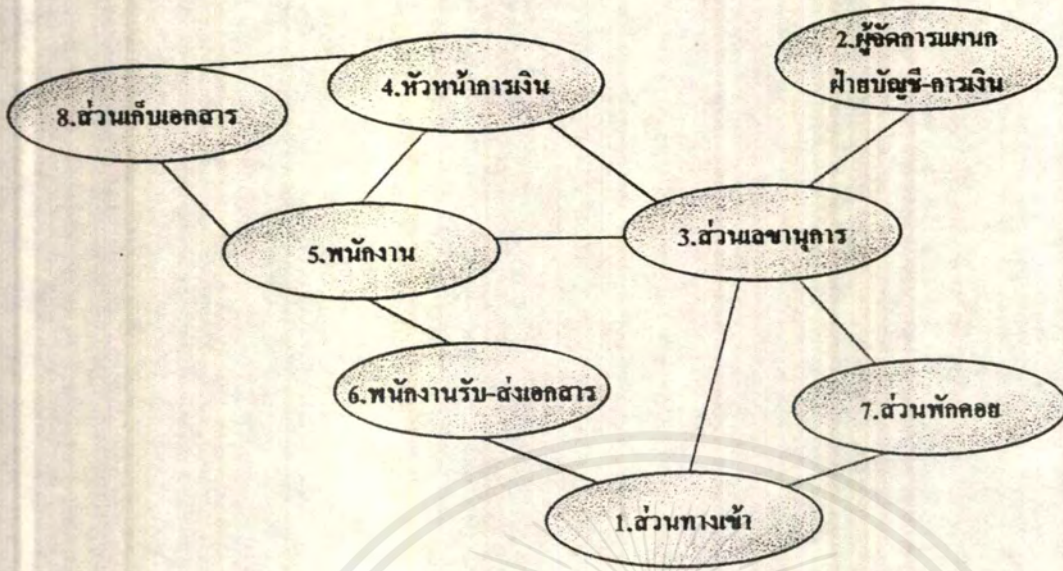 2.ผู้จัดการแผนก
ฝ่ายบัญชี-การเงิน
4.หัวหน้าการเงิน
8.ส่วนเก็บเอกสาร
3.ส่วนเลขานุการ
5.พนักงาน
6.พนักงานรับ-ส่งเอกสาร
7.ส่วนพักคอย
1.ส่วนทางเข้า